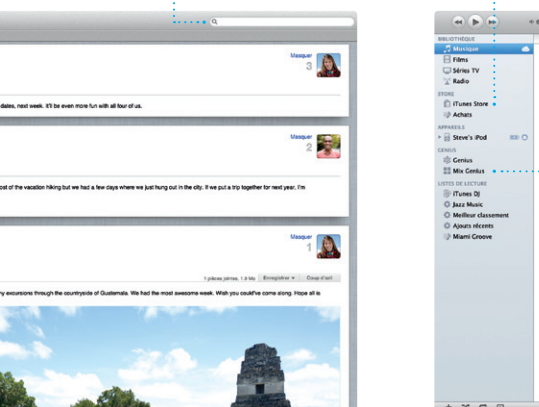 Masquer
3
dates, next week. It'll be even more fun with all four of us.
Masquer
2
ost of the vacation hiking but we had a few days where we just hung out in the city. If we put a trip together for next year, I'm
Masquer
1
1 pièces jointes, 1.9 Mo Enregistrer Coup d'œil
ny excursions through the countryside of Guatemala. We had the most awesome week. Wish you could've come along. Hope all is
BIBLIOTHÈQUE
Musique
Films
Séries TV
Radio
STORE
iTunes Store
Achats
APPAREILS
Steve's iPod
GENIUS
Genius
Mix Genius
LISTES DE LECTURE
iTunes DJ
Jazz Music
Meilleur classement
Ajouts récents
Miami Groove